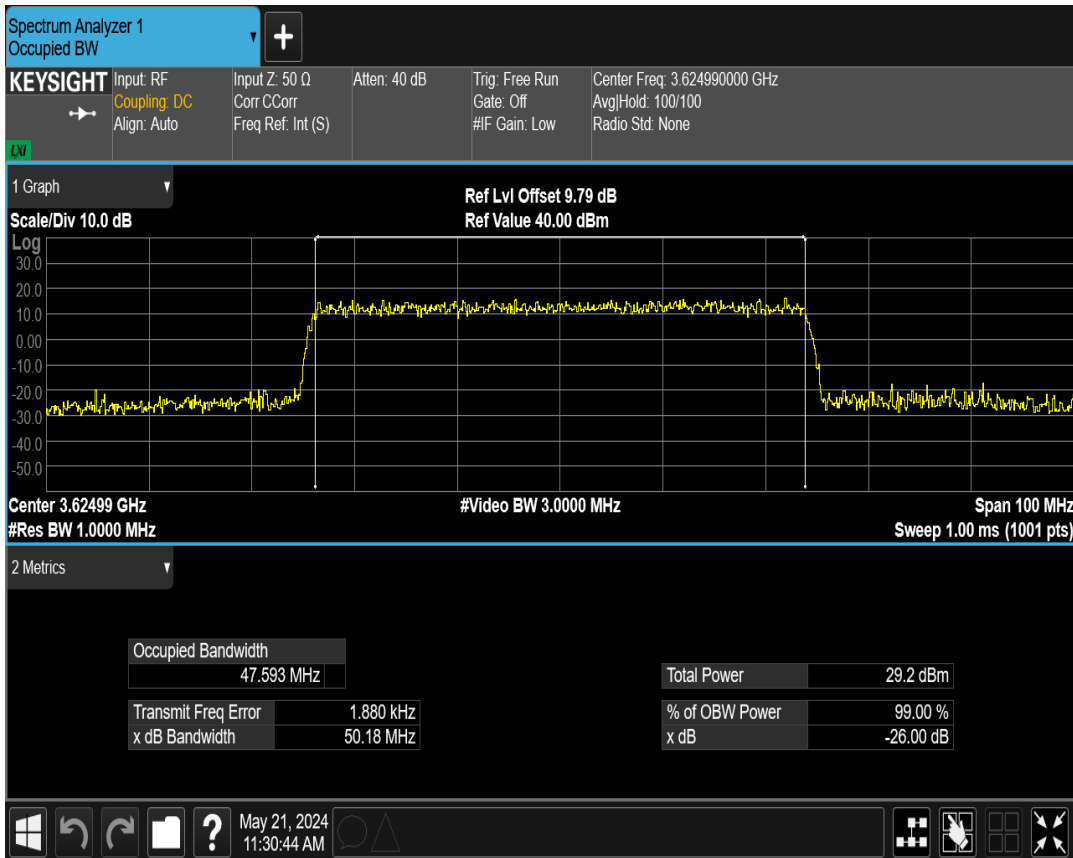 Spectrum Analyzer 1
Occupied BW
+
KEYSIGHT
LXI
Input: RF
Coupling: DC
Align: Auto
Input Z: 50 Ω
Corr CCorr
Freq Ref: Int (S)
Atten: 40 dB
Trig: Free Run
Gate: Off
#IF Gain: Low
Center Freq: 3.624990000 GHz
Avg|Hold: 100/100
Radio Std: None
1 Graph
Scale/Div 10.0 dB
Ref Lvl Offset 9.79 dB
Ref Value 40.00 dBm
Log
30.0
20.0
10.0
0.00
-10.0
-20.0
-30.0
-40.0
-50.0
Center 3.62499 GHz
#Video BW 3.0000 MHz
Span 100 MHz
#Res BW 1.0000 MHz
Sweep 1.00 ms (1001 pts)
2 Metrics
Occupied Bandwidth
47.593 MHz
Transmit Freq Error 1.880 kHz
x dB Bandwidth 50.18 MHz
Total Power 29.2 dBm
% of OBW Power 99.00 %
x dB -26.00 dB
?
May 21, 2024
11:30:44 AM